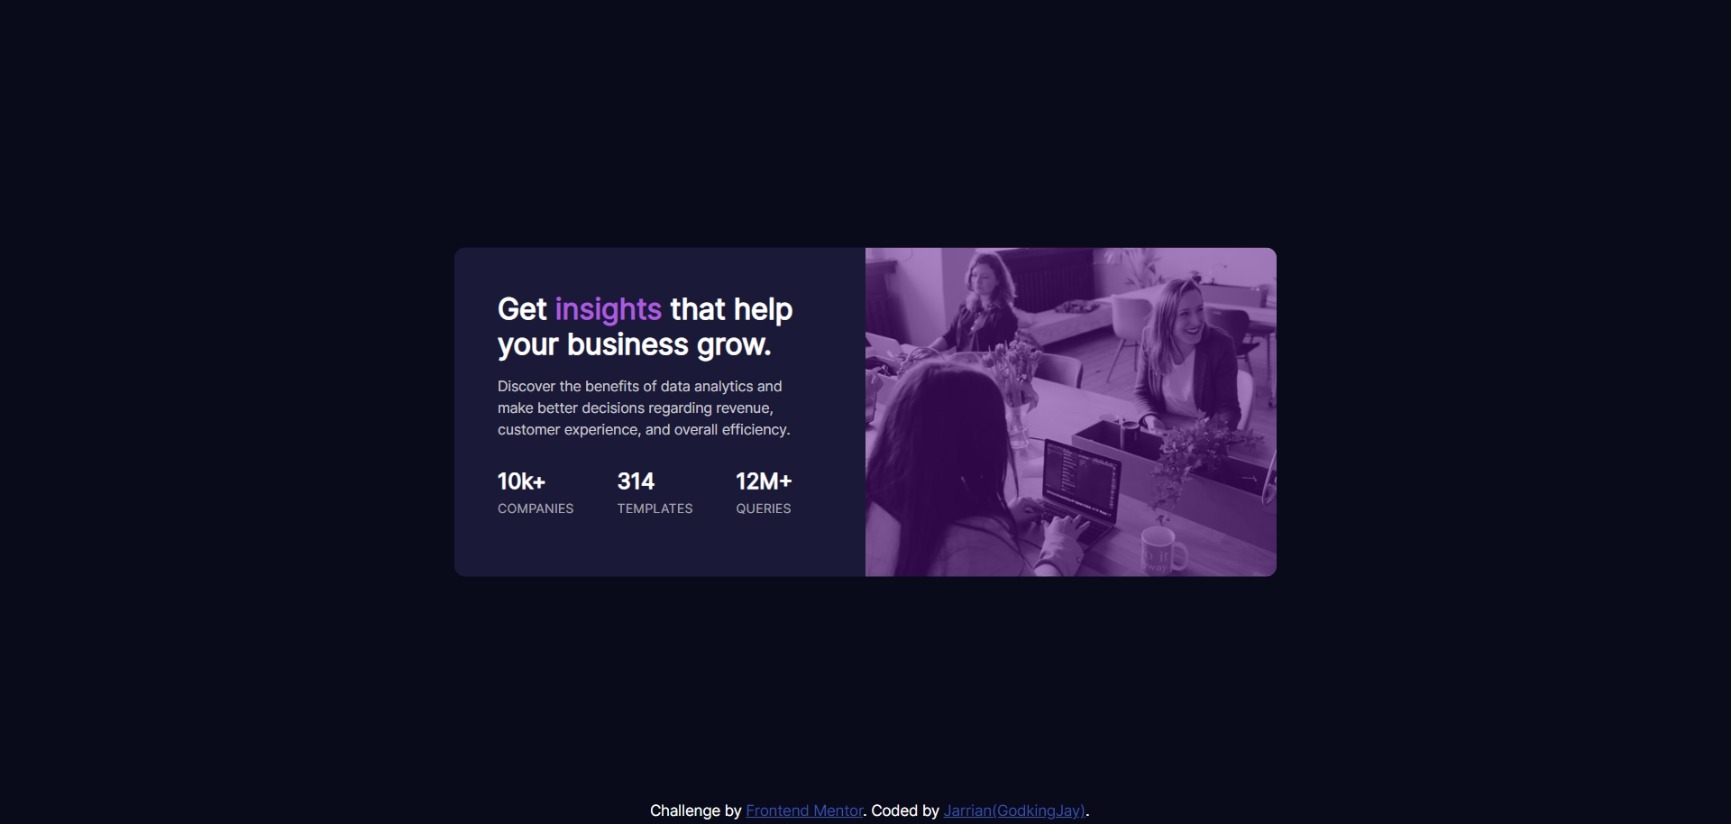 Get insights that help
your business grow.
Discover the benefits of data analytics and
make better decisions regarding revenue,
customer experience, and overall efficiency.
10k+ 314 12M+
COMPANIES TEMPLATES QUERIES
Challenge by Frontend Mentor. Coded by Jarrian(GodkingJay).